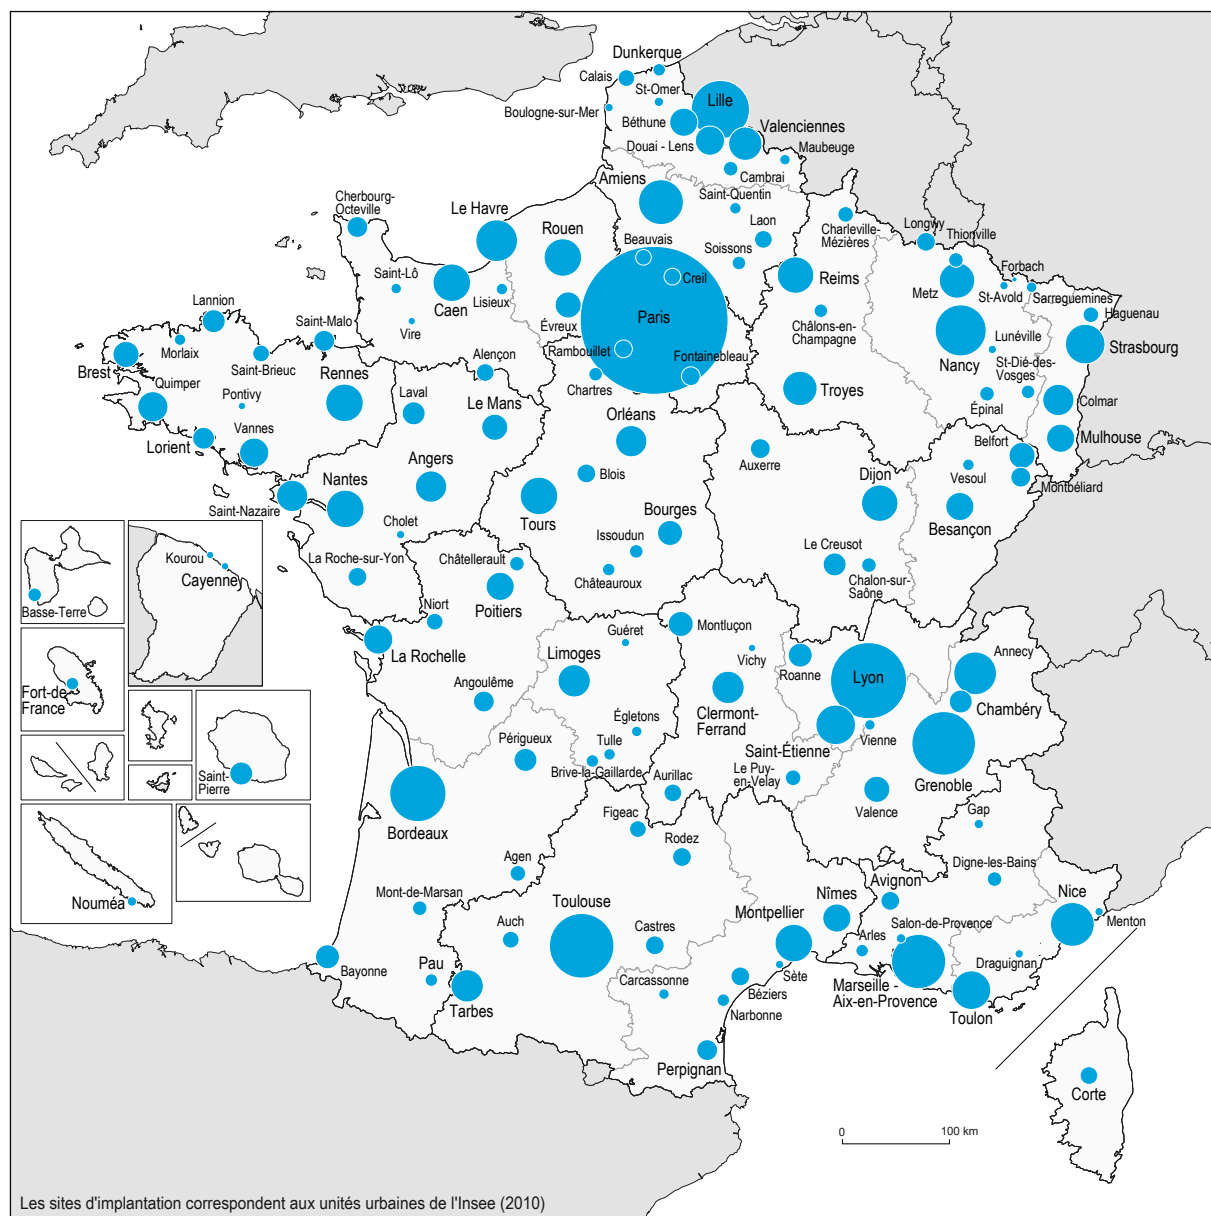 Dunkerque
Calais
St-Omer
Boulogne-sur-Mer
Lille
Béthune
Valenciennes
Douai - Lens
Maubeuge
Cambrai
Amiens
Saint-Quentin
Cherbourg-
Octeville
Le Havre
Rouen
Laon
Charleville-
Mézières
Longwy
Thionville
Beauvais
Soissons
Forbach
Saint-Lô
Creil
Reims
Metz
St-Avold
Sarreguemines
Lannion
Caen
Lisieux
Haguenau
Saint-Malo
Vire
Évreux
Paris
Châlons-en-
Champagne
Lunéville
Strasbourg
Morlaix
Nancy
Brest
Saint-Brieuc
Alençon
Rambouillet
Fontainebleau
St-Dié-des-
Vosges
Quimper
Rennes
Chartres
Troyes
Pontivy
Laval
Le Mans
Épinal
Colmar
Vannes
Orléans
Lorient
Belfort
Mulhouse
Auxerre
Angers
Blois
Vesoul
Dijon
Montbéliard
Nantes
Saint-Nazaire
Tours
Bourges
Besançon
Cholet
Issoudun
Le Creusot
Kourou
La Roche-sur-Yon
Châtellerault
Cayenne
Châteauroux
Chalon-sur-
Saône
Poitiers
Basse-Terre
Niort
Montluçon
Guéret
La Rochelle
Vichy
Annecy
Limoges
Roanne
Lyon
Fort-de-
France
Angoulême
Clermont-
Ferrand
Chambéry
Égletons
Vienne
Périgueux
Tulle
Saint-Étienne
Brive-la-Gaillarde
Le Puy-
en-Velay
Saint-
Pierre
Aurillac
Grenoble
Valence
Bordeaux
Figeac
Gap
Rodez
Agen
Digne-les-Bains
Mont-de-Marsan
Nîmes
Avignon
Nice
Nouméa
Toulouse
Montpellier
Menton
Auch
Castres
Salon-de-Provence
Arles
Draguignan
Bayonne
Pau
Sète
Carcassonne
Marseille -
Aix-en-Provence
Béziers
Tarbes
Narbonne
Toulon
Perpignan
Corte
0 100 km
Les sites d'implantation correspondent aux unités urbaines de l'Insee (2010)